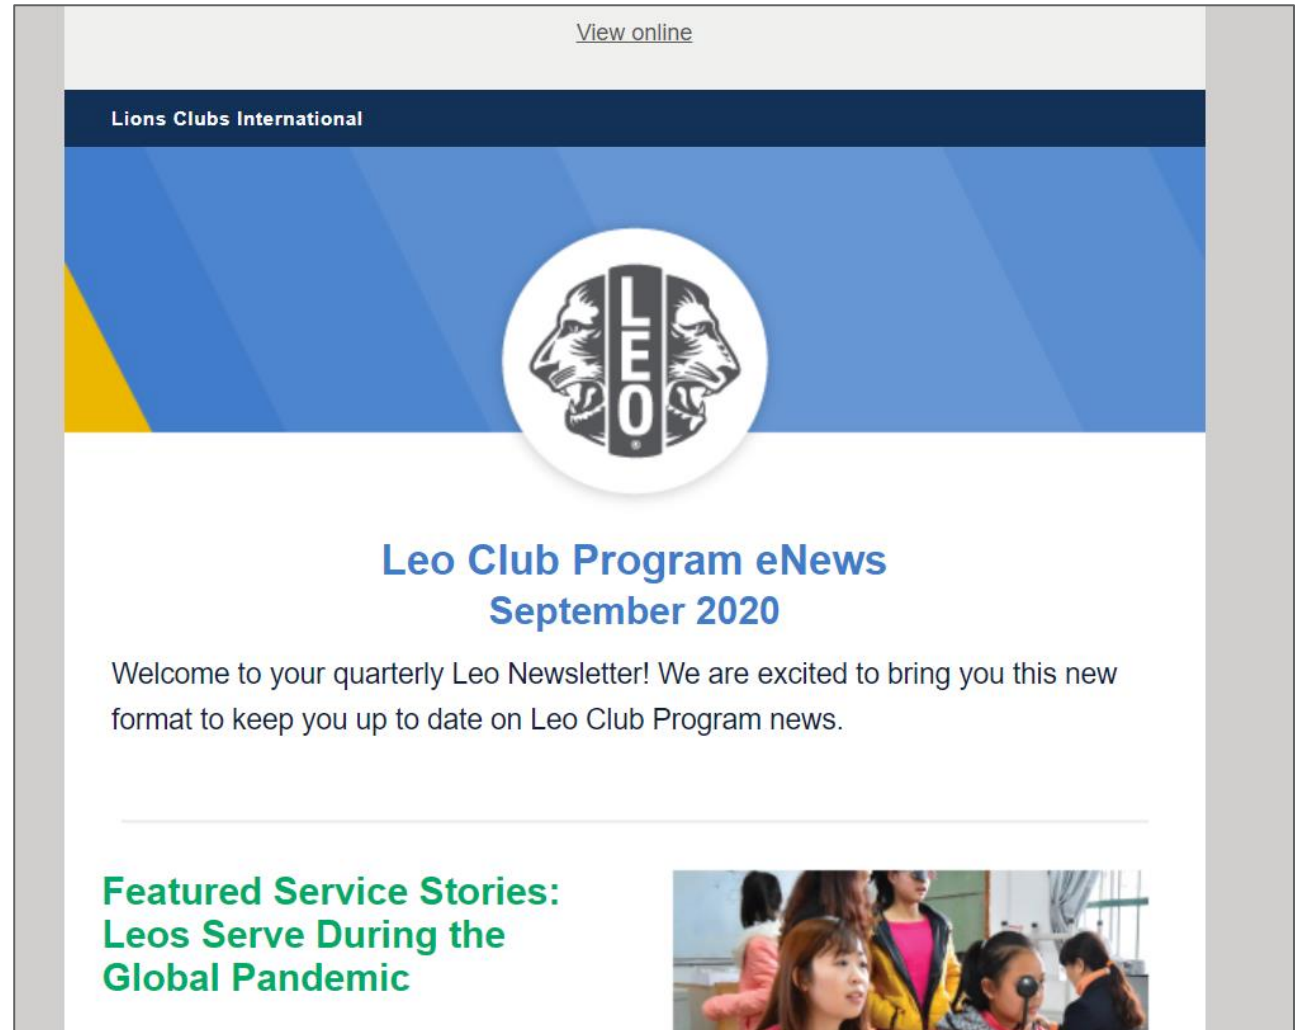 View online
Lions Clubs International
LEO
®
Leo Club Program eNews
September 2020
Welcome to your quarterly Leo Newsletter! We are excited to bring you this new
format to keep you up to date on Leo Club Program news.
Featured Service Stories:
Leos Serve During the
Global Pandemic